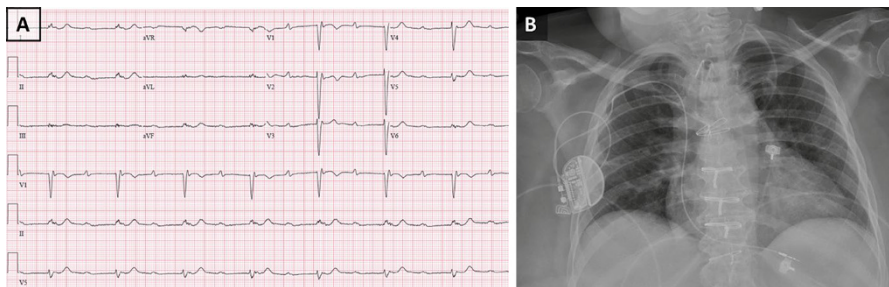 A
B
I aVR V1 V4
II aVL V2 V5
III aVF V3 V6
V1
II
V5